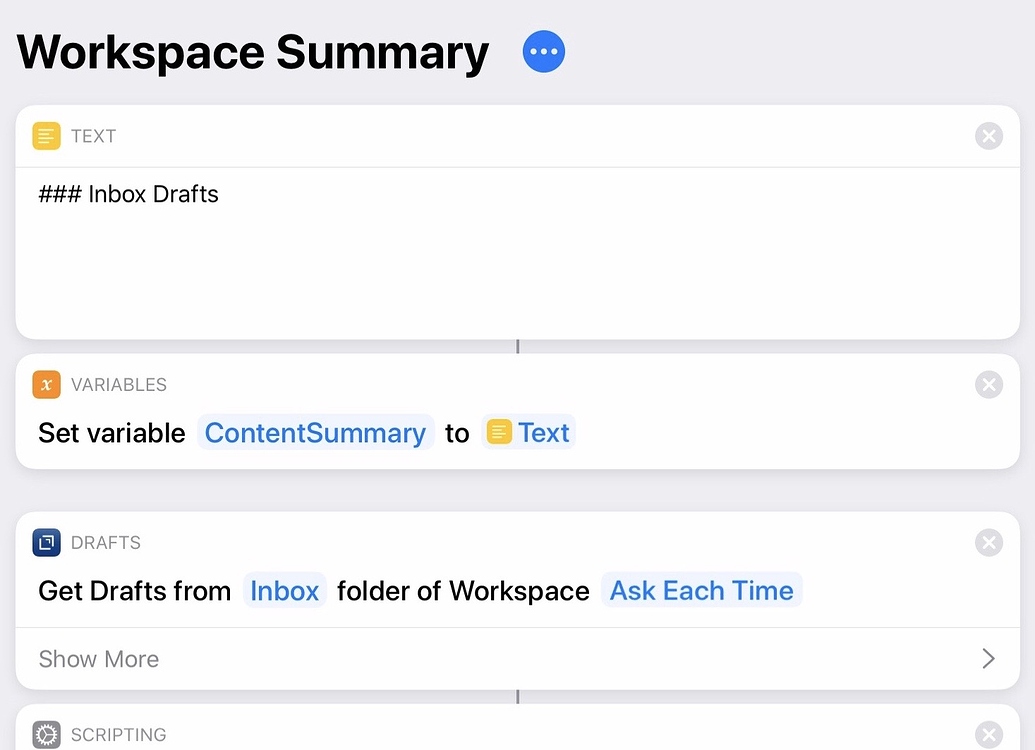 Workspace Summary
TEXT
### Inbox Drafts
VARIABLES
Set variable ContentSummary to Text
DRAFTS
Get Drafts from Inbox folder of Workspace Ask Each Time
Show More
SCRIPTING